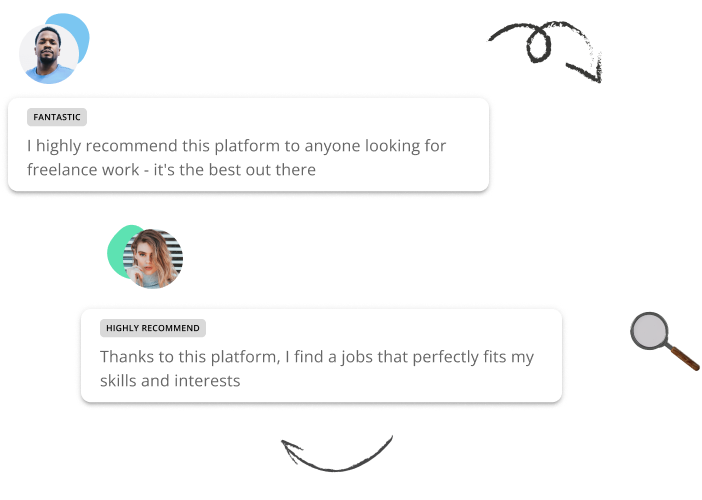 FANTASTIC
I highly recommend this platform to anyone looking for
freelance work - it's the best out there
HIGHLY RECOMMEND
Thanks to this platform, I find a jobs that perfectly fits my
skills and interests